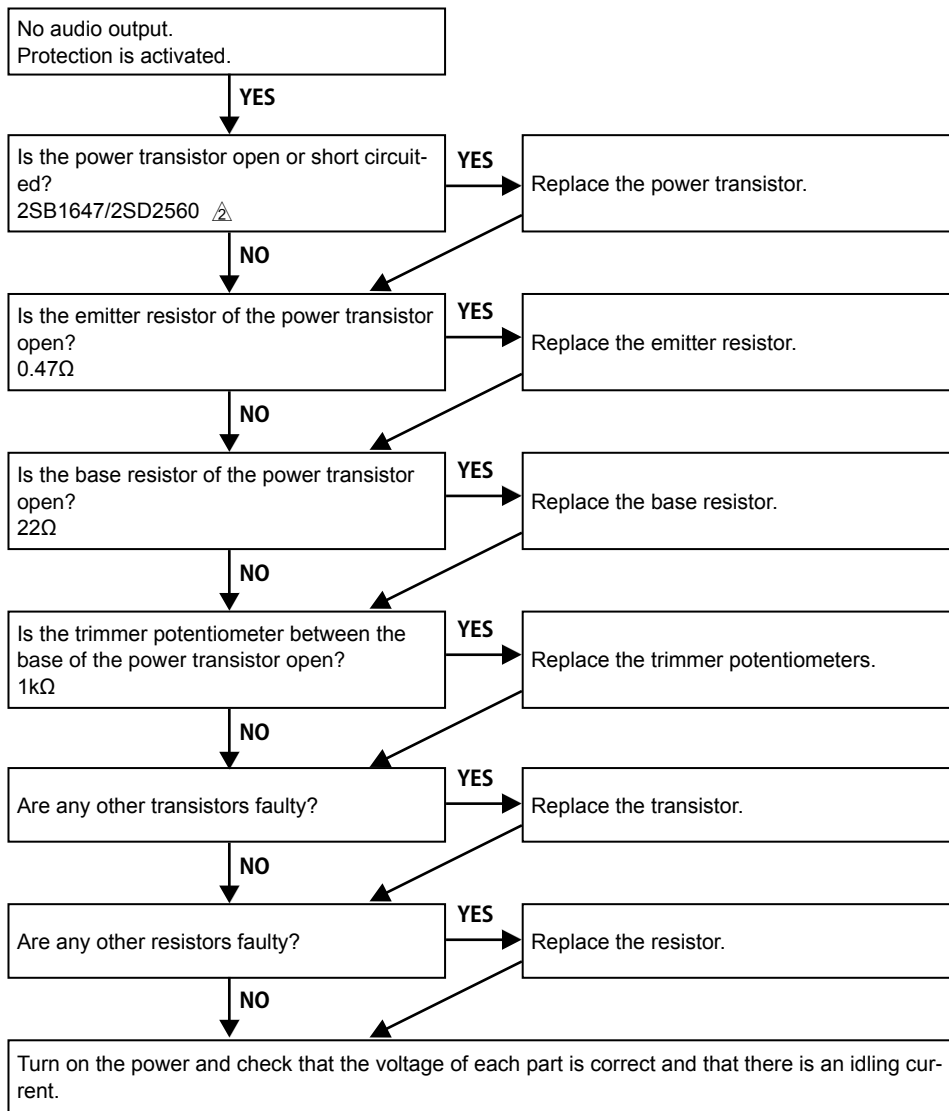 No audio output.
Protection is activated.
YES
Is the power transistor open or short circuit-
ed?
2SB1647/2SD2560 2
YES
Replace the power transistor.
NO
Is the emitter resistor of the power transistor
open?
0.47Ω
YES
Replace the emitter resistor.
NO
Is the base resistor of the power transistor
open?
22Ω
YES
Replace the base resistor.
NO
Is the trimmer potentiometer between the
base of the power transistor open?
1kΩ
YES
Replace the trimmer potentiometers.
NO
Are any other transistors faulty?
YES
Replace the transistor.
NO
Are any other resistors faulty?
YES
Replace the resistor.
NO
Turn on the power and check that the voltage of each part is correct and that there is an idling cur-
rent.